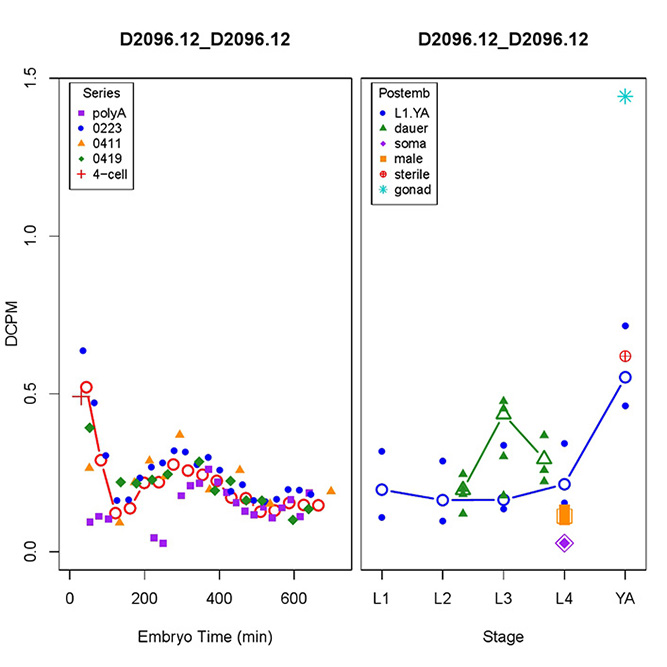 D2096.12_D2096.12
D2096.12_D2096.12
DCPM
1.5
1.0
0.5
0.0
Series
polyA
0223
0411
0419
4-cell
Postemb
L1.YA
dauer
soma
male
sterile
gonad
0
200
400
600
L1
L2
L3
L4
YA
Embryo Time (min)
Stage